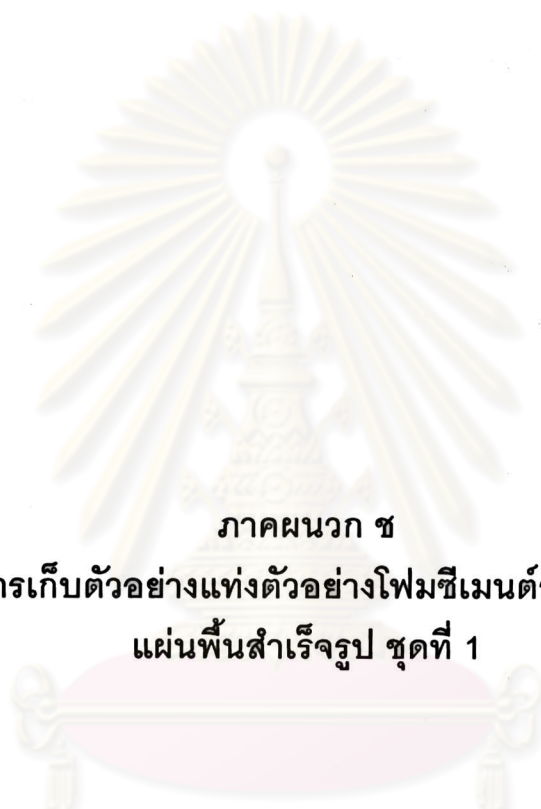 ภาคผนวก ช
ารเก็บตัวอย่างแท่งตัวอย่างโฟมซีเมนต์
แผ่นพื้นสำเร็จรูป ชุดที่ 1